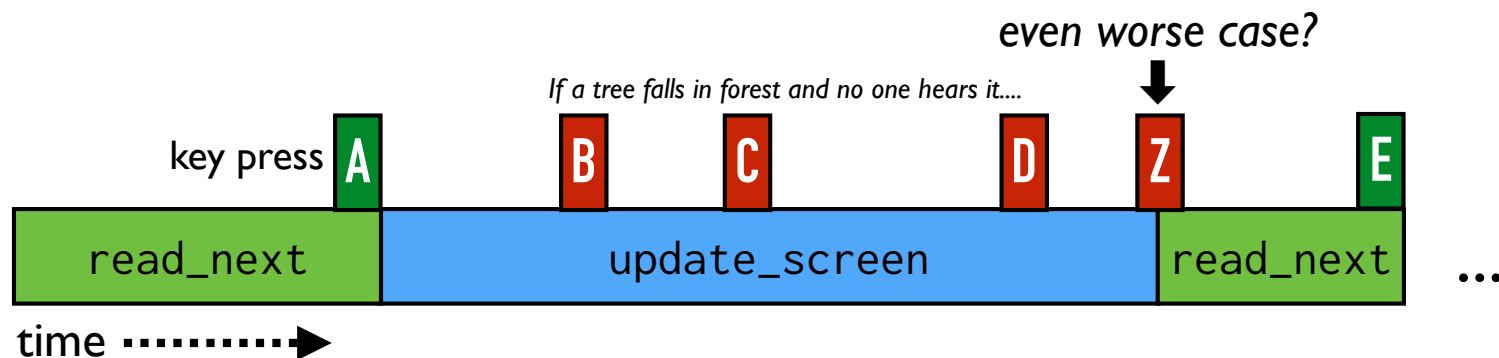 even worse case?
If a tree falls in forest and no one hears it....
key press A B C D Z E
read_next update_screen read_next ...
time